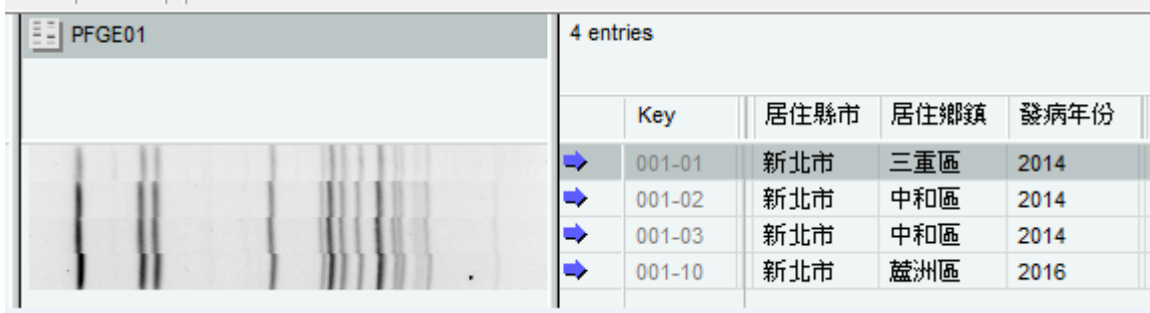 PFGE01
4 entries
Key 居住縣市 居住鄉鎮 發病年份
001-01 新北市 三重區 2014
001-02 新北市 中和區 2014
001-03 新北市 中和區 2014
001-10 新北市 蘆洲區 2016